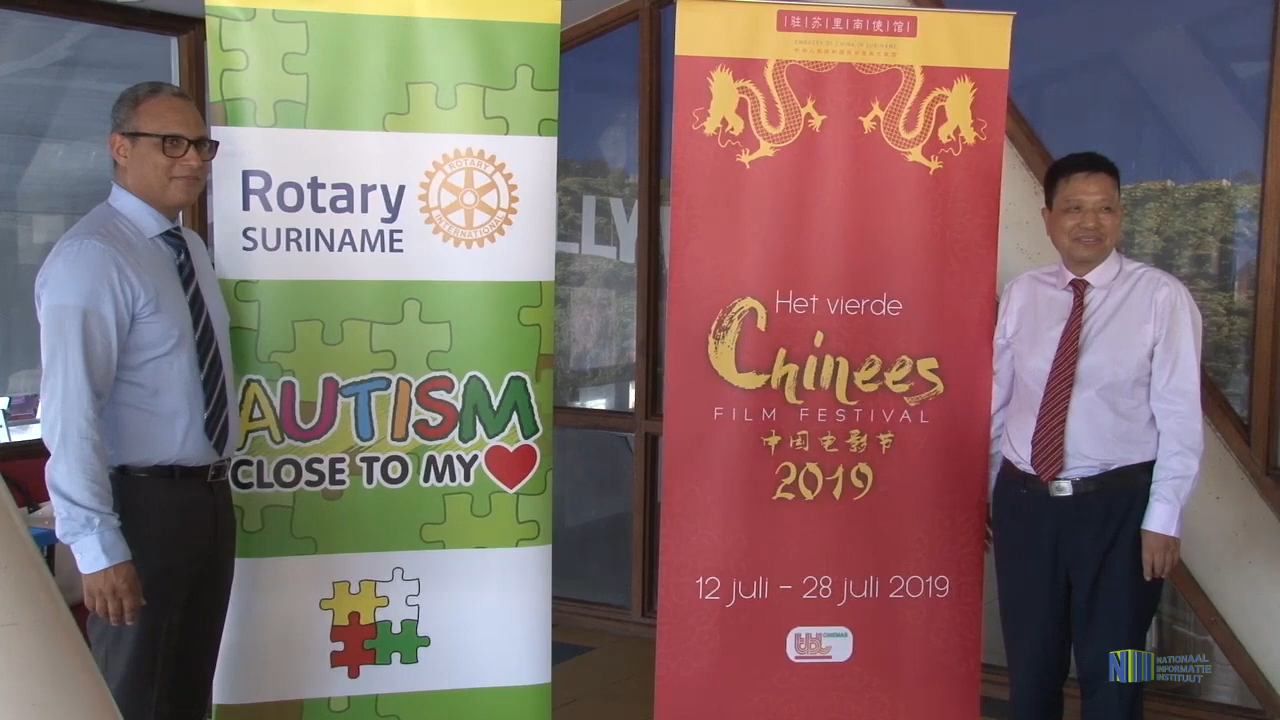 Rotary
SURINAME
ROTARY
INTERNATIONAL
AUTISM
CLOSE TO MY
驻苏里南使馆
EMBASSY OF CHINA IN SURINAME
Het vierde
Chinees
FILM FESTIVAL
中国电影节
2019
12 juli - 28 juli 2019
tbl CINEMAS
LLY
NATIONAAL
INFORMATIE
INSTITUUT